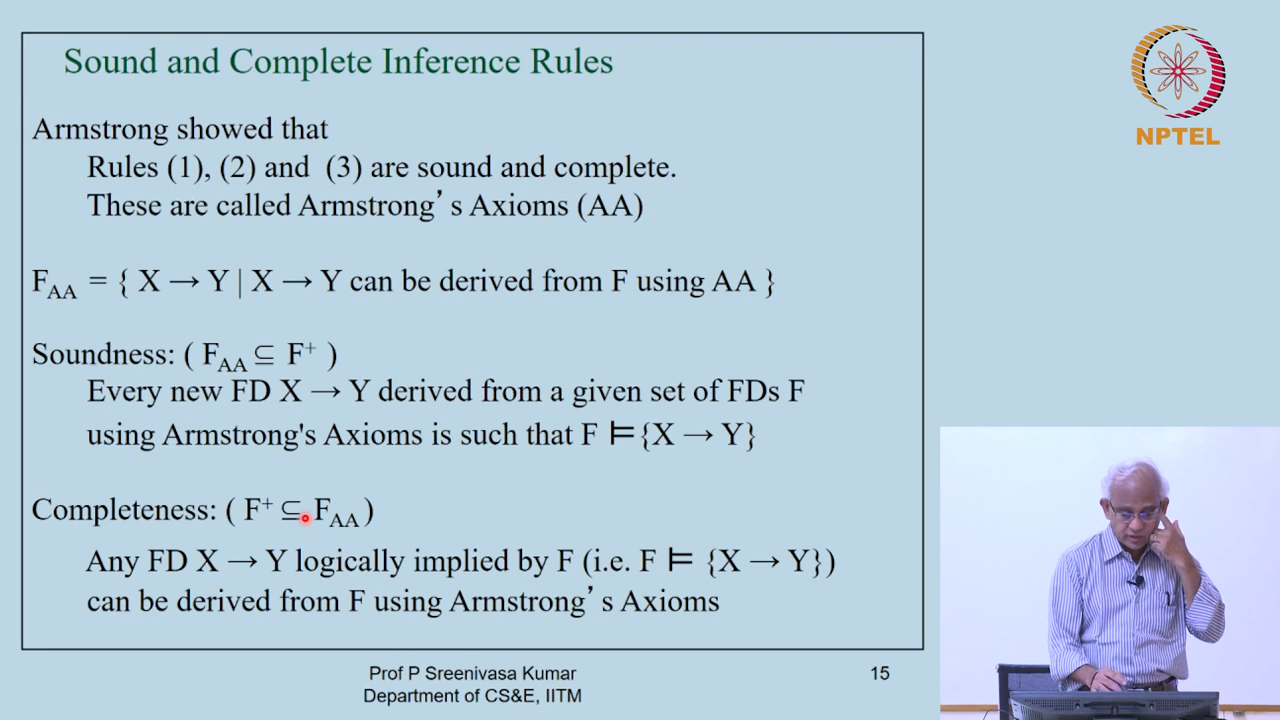 Sound and Complete Inference Rules
Armstrong showed that
Rules (1), (2) and (3) are sound and complete.
These are called Armstrong's Axioms (AA)
F_AA = { X → Y | X → Y can be derived from F using AA }
Soundness: ( F_AA ⊆ F⁺ )
Every new FD X → Y derived from a given set of FDs F
using Armstrong's Axioms is such that F ⊨ {X → Y}
Completeness: ( F⁺ ⊆ F_AA )
Any FD X → Y logically implied by F (i.e. F ⊨ {X → Y})
can be derived from F using Armstrong's Axioms
Prof P Sreenivasa Kumar
Department of CS&E, IITM
15
NPTEL